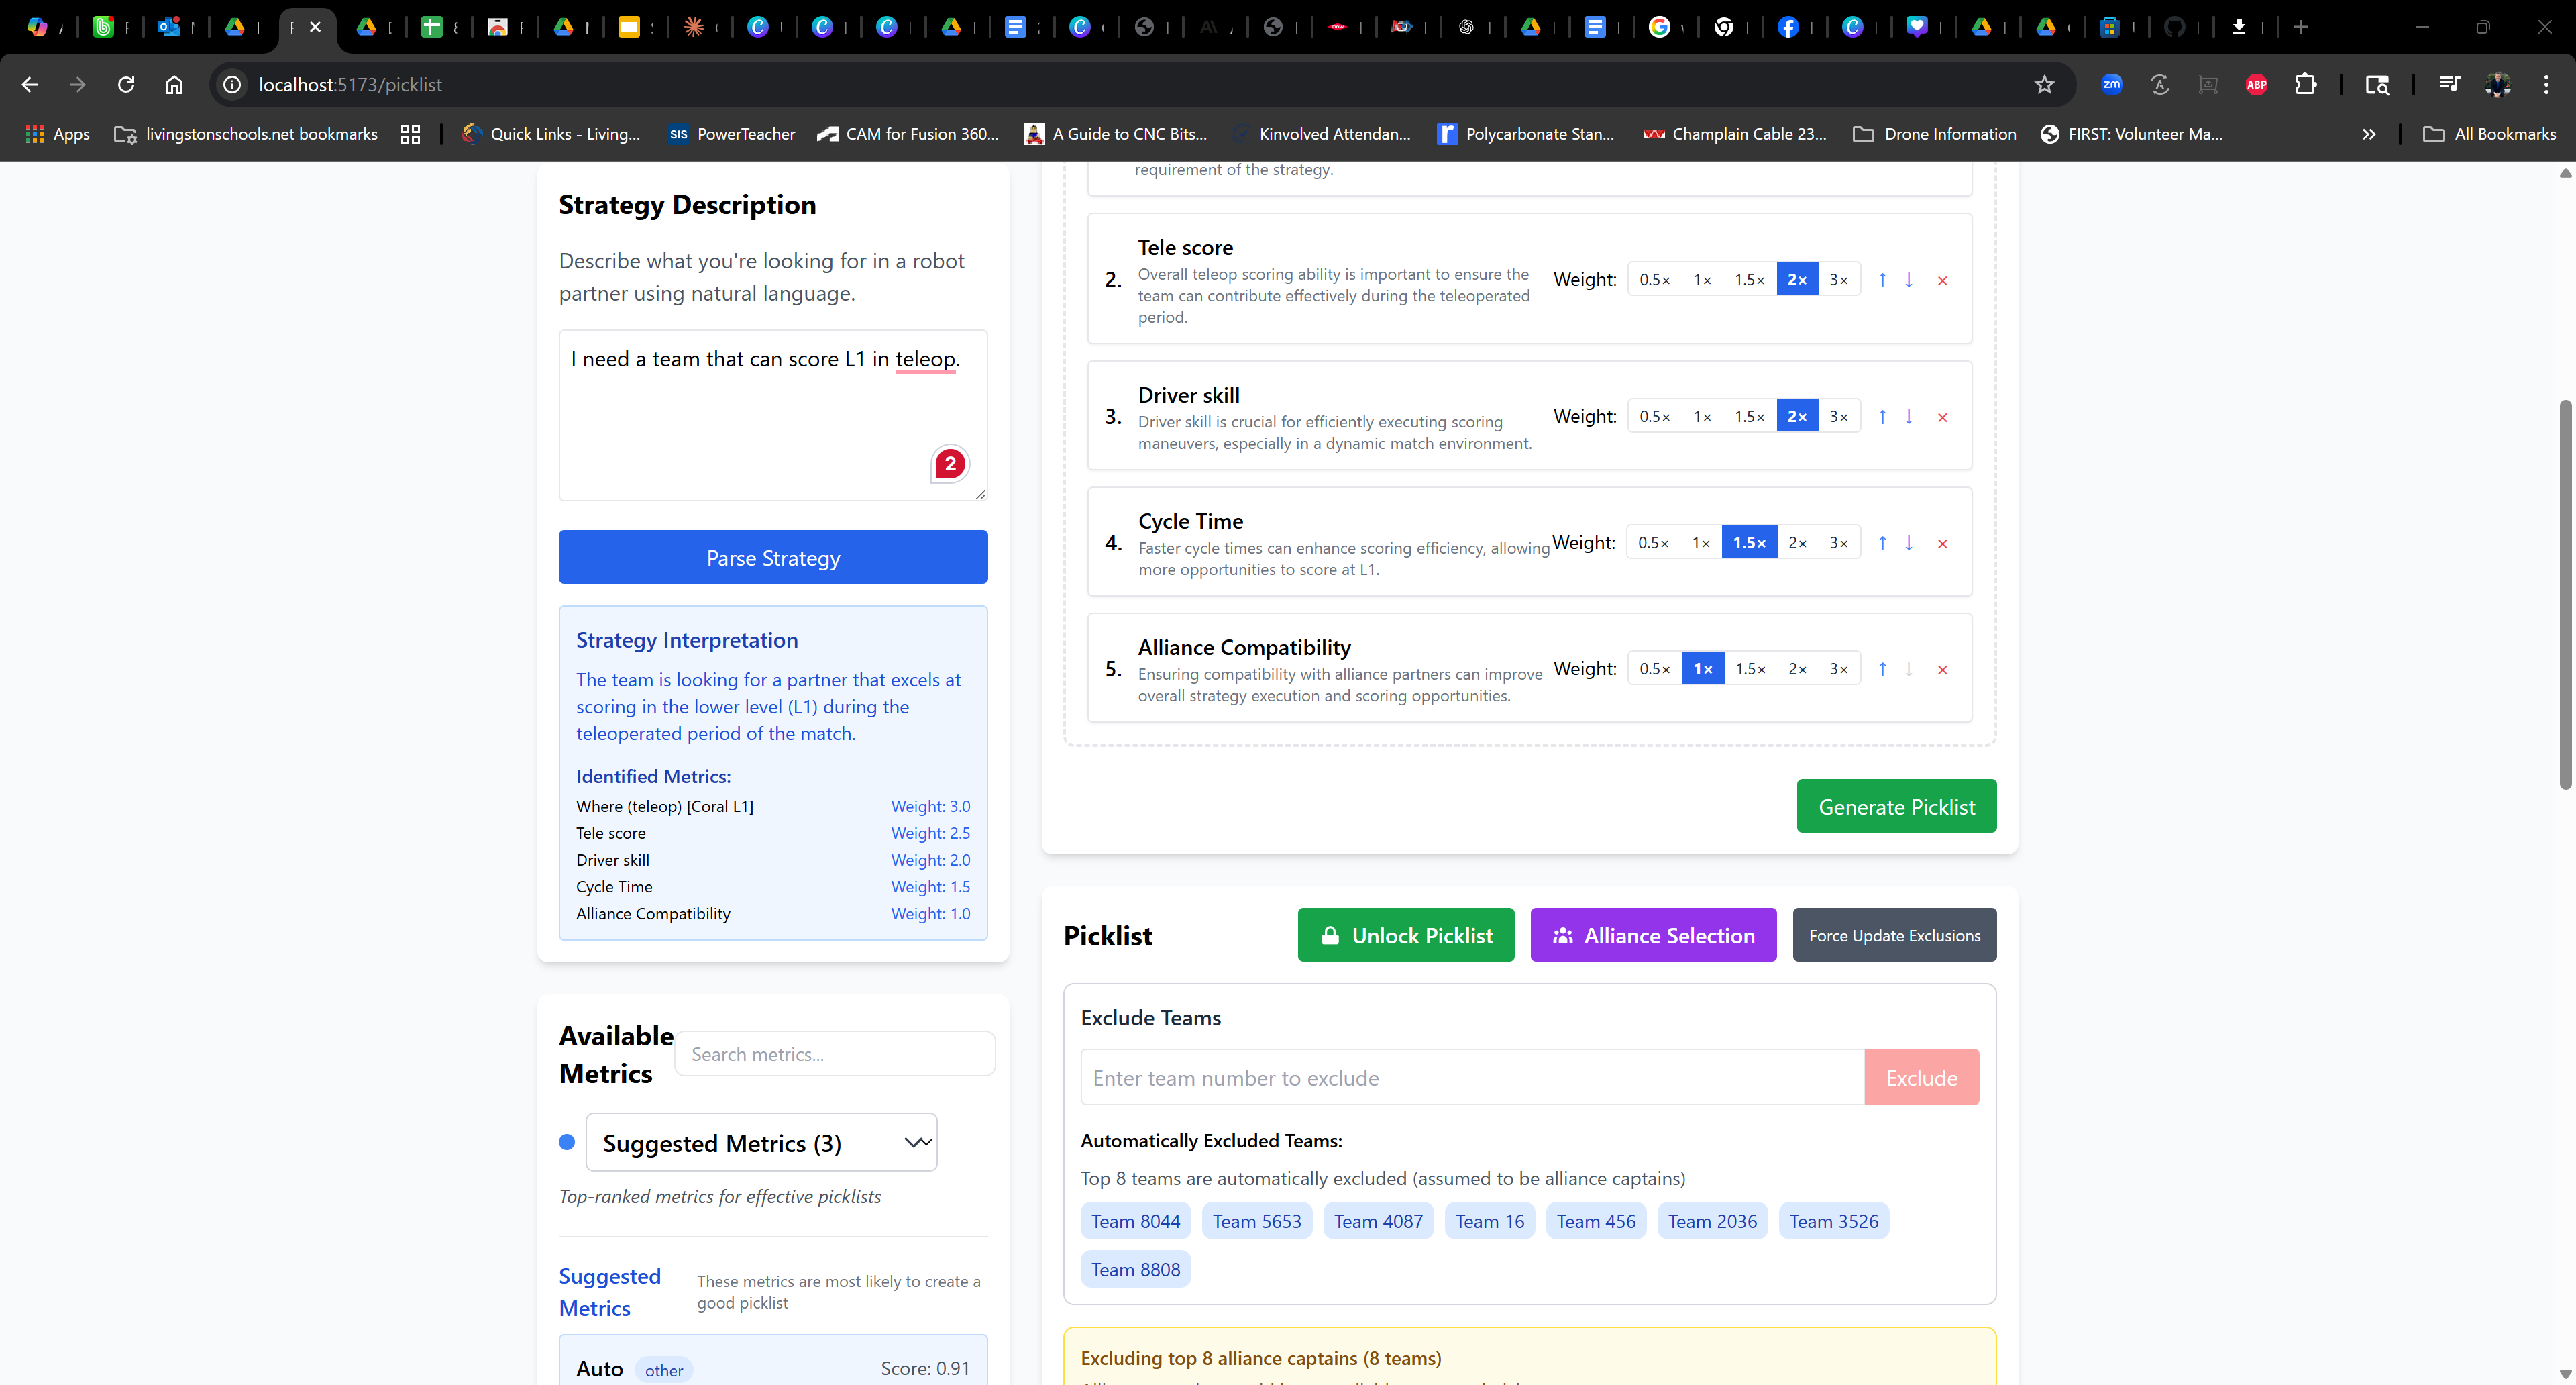 localhost:5173/picklist
Apps
livingstonschools.net bookmarks
Quick Links - Living...
SIS
PowerTeacher
CAM for Fusion 360...
A Guide to CNC Bits...
Kinvolved Attendan...
Polycarbonate Stan...
Champlain Cable 23...
Drone Information
FIRST: Volunteer Ma...
All Bookmarks
Strategy Description
Describe what you're looking for in a robot
partner using natural language.
I need a team that can score L1 in teleop.
2
Parse Strategy
Strategy Interpretation
The team is looking for a partner that excels at
scoring in the lower level (L1) during the
teleoperated period of the match.
Identified Metrics:
Where (teleop) [Coral L1] Weight: 3.0
Tele score Weight: 2.5
Driver skill Weight: 2.0
Cycle Time Weight: 1.5
Alliance Compatibility Weight: 1.0
Available
Metrics
Search metrics...
Suggested Metrics (3)
Top-ranked metrics for effective picklists
Suggested
Metrics
These metrics are most likely to create a
good picklist
Auto other Score: 0.91
requirement of the strategy.
2.
Tele score
Overall teleop scoring ability is important to ensure the
team can contribute effectively during the teleoperated
period.
Weight: 0.5× 1× 1.5× 2× 3× ↑ ↓ ×
3.
Driver skill
Driver skill is crucial for efficiently executing scoring
maneuvers, especially in a dynamic match environment.
Weight: 0.5× 1× 1.5× 2× 3× ↑ ↓ ×
4.
Cycle Time
Faster cycle times can enhance scoring efficiency, allowing
more opportunities to score at L1.
Weight: 0.5× 1× 1.5× 2× 3× ↑ ↓ ×
5.
Alliance Compatibility
Ensuring compatibility with alliance partners can improve
overall strategy execution and scoring opportunities.
Weight: 0.5× 1× 1.5× 2× 3× ↑ ↓ ×
Generate Picklist
Picklist
Unlock Picklist
Alliance Selection
Force Update Exclusions
Exclude Teams
Enter team number to exclude
Exclude
Automatically Excluded Teams:
Top 8 teams are automatically excluded (assumed to be alliance captains)
Team 8044 Team 5653 Team 4087 Team 16 Team 456 Team 2036 Team 3526
Team 8808
Excluding top 8 alliance captains (8 teams)